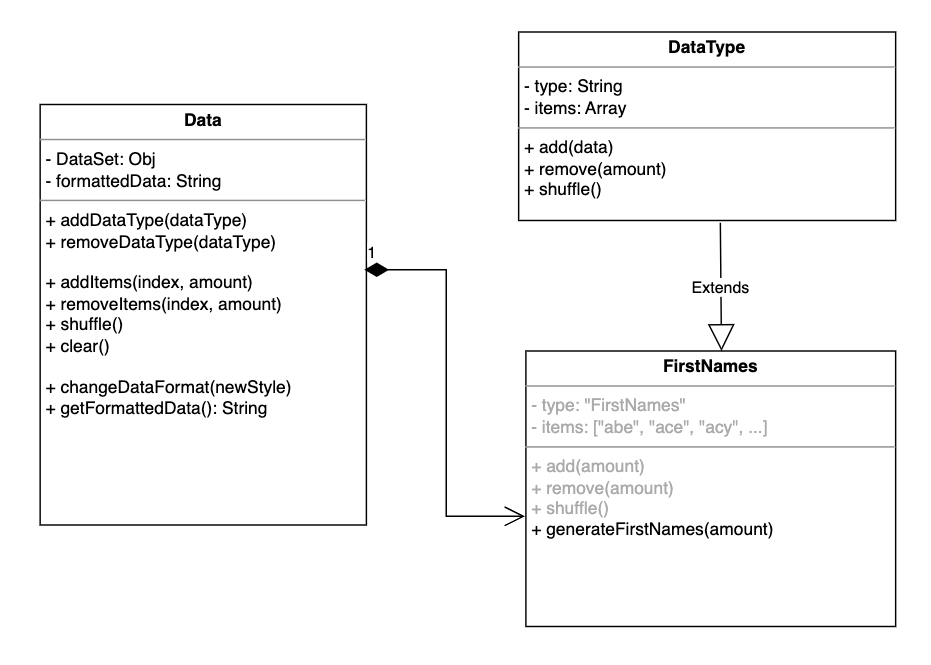 Data
- DataSet: Obj
- formattedData: String
+ addDataType(dataType)
+ removeDataType(dataType)
+ addItems(index, amount)
+ removeItems(index, amount)
+ shuffle()
+ clear()
+ changeDataFormat(newStyle)
+ getFormattedData(): String
1
DataType
- type: String
- items: Array
+ add(data)
+ remove(amount)
+ shuffle()
Extends
FirstNames
- type: "FirstNames"
- items: ["abe", "ace", "acy", ...]
+ add(amount)
+ remove(amount)
+ shuffle()
+ generateFirstNames(amount)